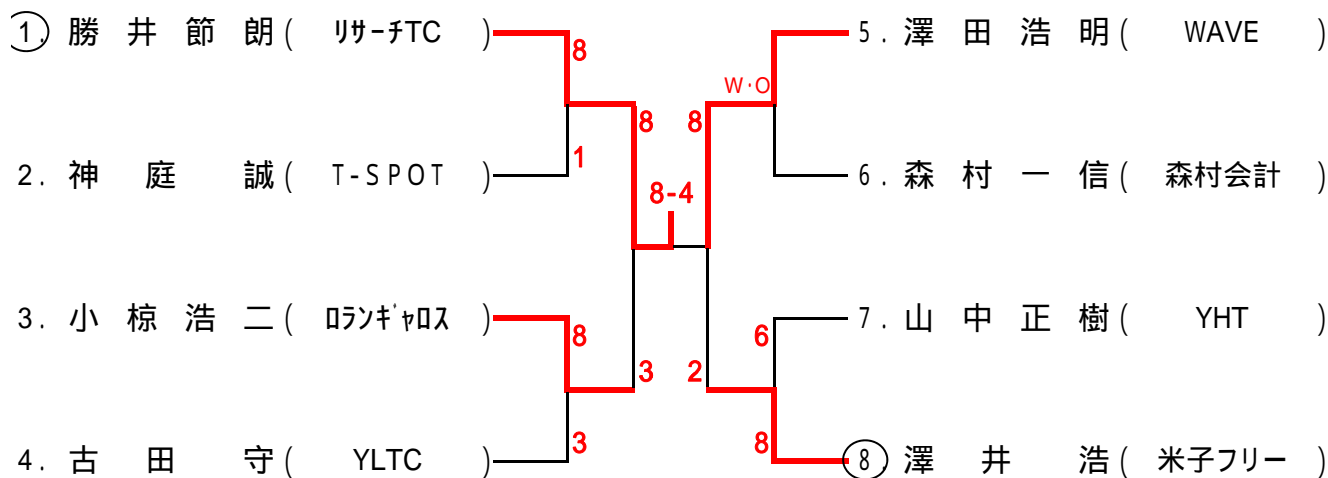 ①. 勝井節朗( リサーチTC )
8
1
2. 神庭 誠( T-SPOT )
3. 小椋浩二( ロランギャロス )
8
3
4. 古田 守( YLTC )
8
3
8-4
8
2
W·O
5. 澤田浩明( WAVE )
6. 森村一信( 森村会計 )
7. 山中正樹( YHT )
6
8
⑧. 澤井 浩( 米子フリー )